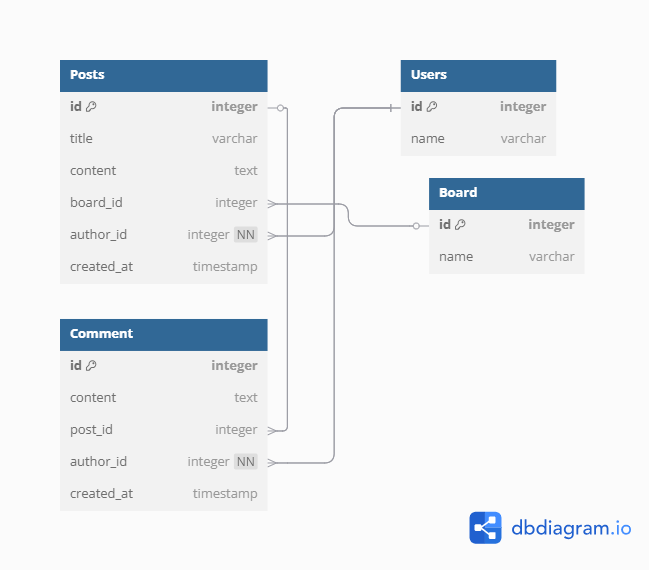 Posts
id integer
title varchar
content text
board_id integer
author_id integer NN
created_at timestamp
Users
id integer
name varchar
Board
id integer
name varchar
Comment
id integer
content text
post_id integer
author_id integer NN
created_at timestamp
dbdiagram.io